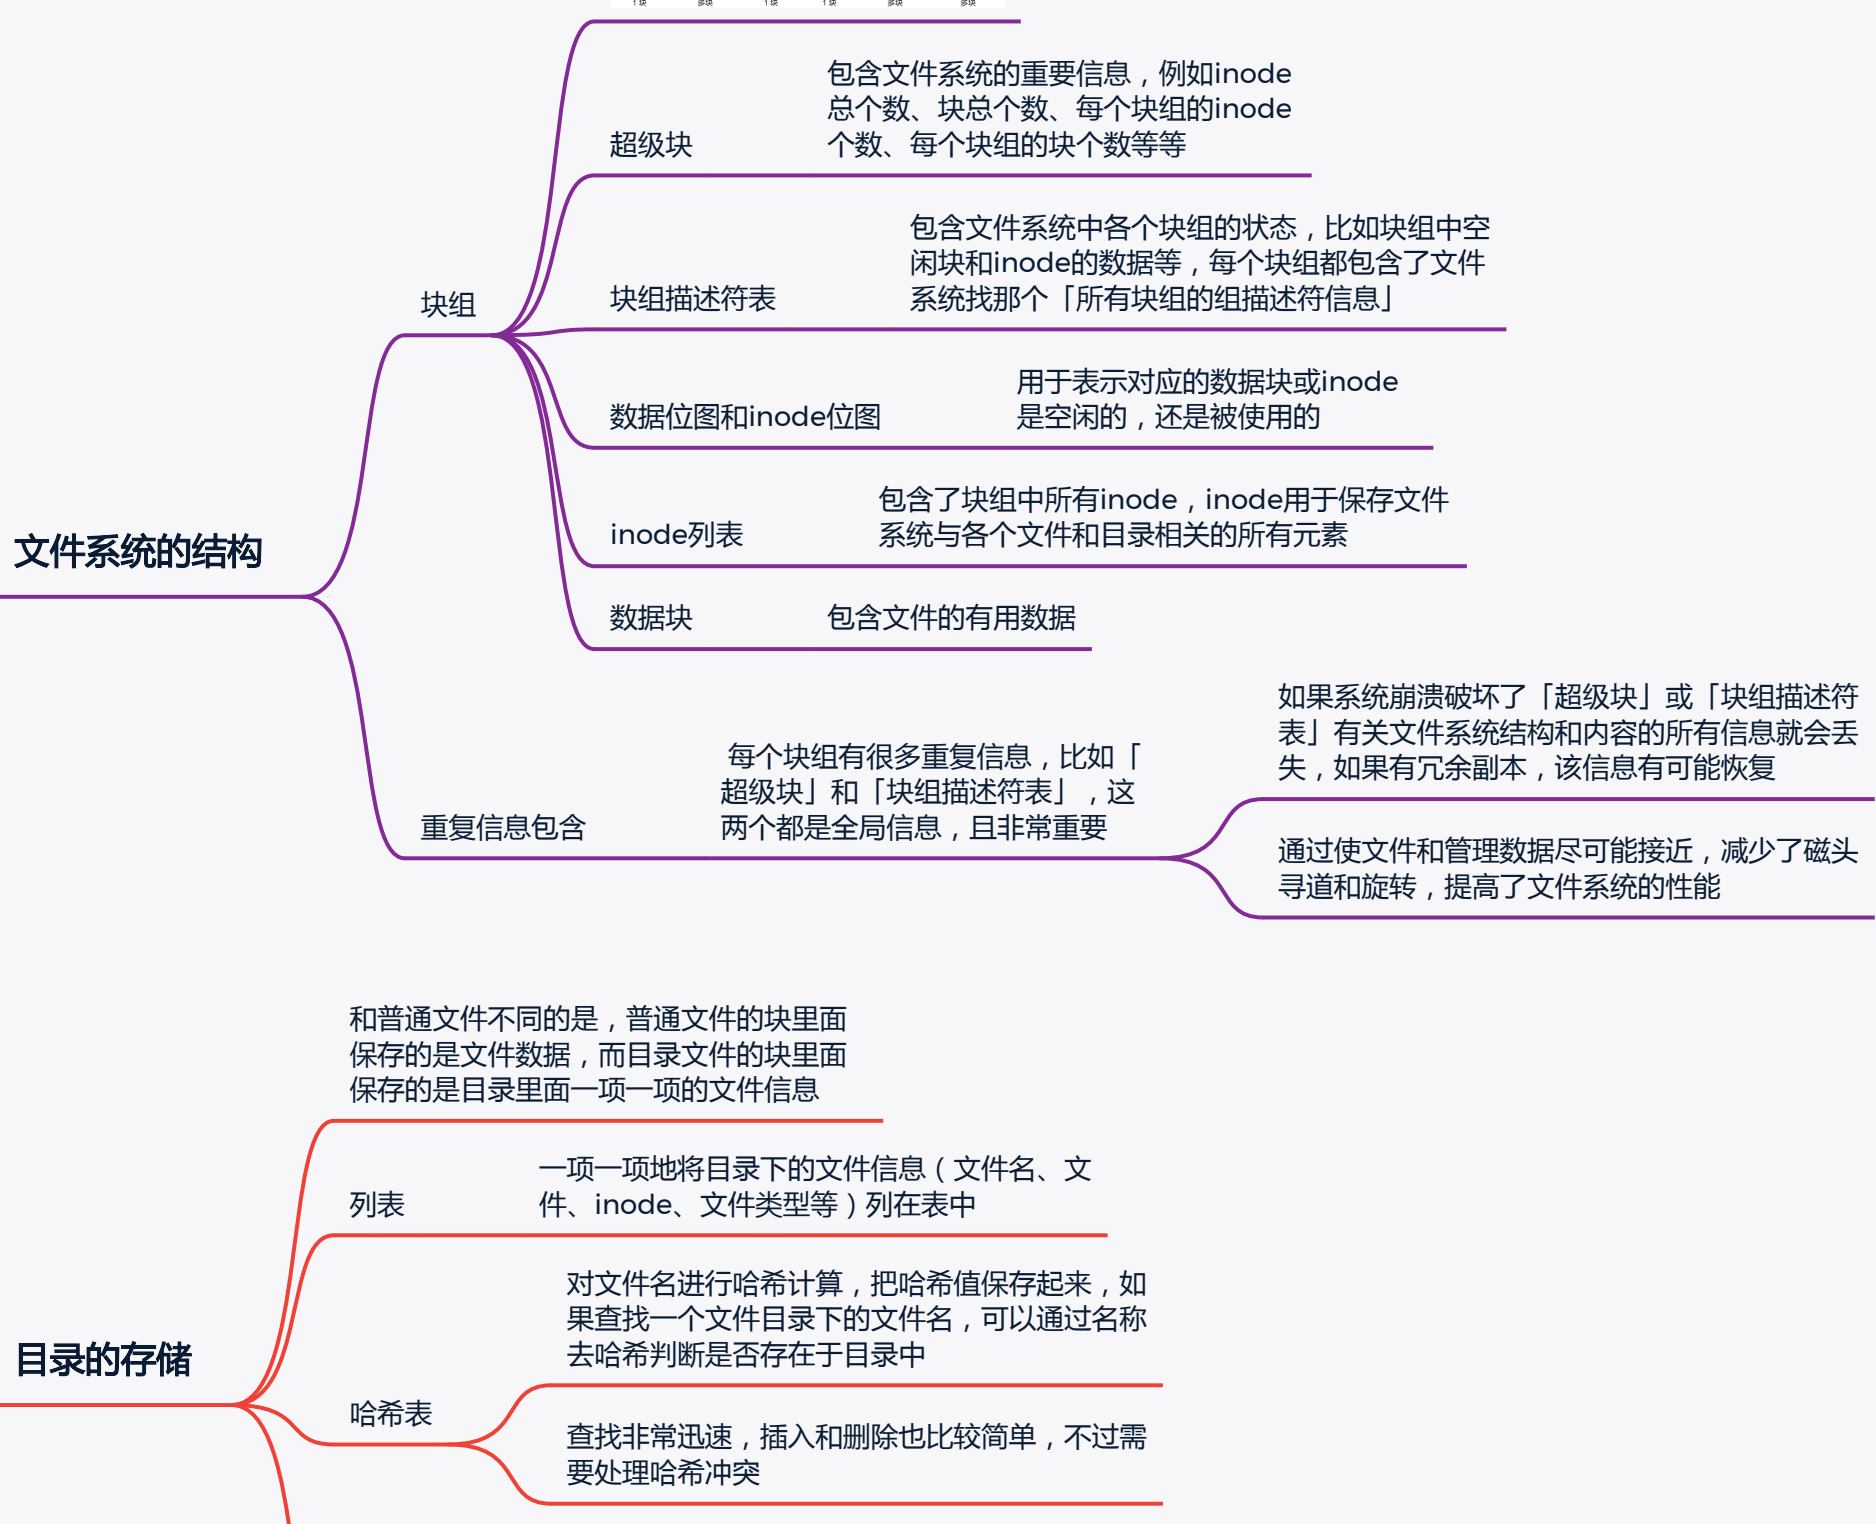 1 块 多块 1 块 1 块 多块 多块
包含文件系统的重要信息，例如inode
总个数、块总个数、每个块组的inode
个数、每个块组的块个数等等
超级块
包含文件系统中各个块组的状态，比如块组中空
闲块和inode的数据等，每个块组都包含了文件
系统找那个「所有块组的组描述符信息」
块组描述符表
块组
用于表示对应的数据块或inode
是空闲的，还是被使用的
数据位图和inode位图
包含了块组中所有inode，inode用于保存文件
系统与各个文件和目录相关的所有元素
inode列表
文件系统的结构
数据块
包含文件的有用数据
如果系统崩溃破坏了「超级块」或「块组描述符
表」有关文件系统结构和内容的所有信息就会丢
失，如果有冗余副本，该信息有可能恢复
每个块组有很多重复信息，比如「
超级块」和「块组描述符表」，这
两个都是全局信息，且非常重要
重复信息包含
通过使文件和管理数据尽可能接近，减少了磁头
寻道和旋转，提高了文件系统的性能
和普通文件不同的是，普通文件的块里面
保存的是文件数据，而目录文件的块里面
保存的是目录里面一项一项的文件信息
一项一项地将目录下的文件信息（文件名、文
件、inode、文件类型等）列在表中
列表
对文件名进行哈希计算，把哈希值保存起来，如
果查找一个文件目录下的文件名，可以通过名称
去哈希判断是否存在于目录中
目录的存储
哈希表
查找非常迅速，插入和删除也比较简单，不过需
要处理哈希冲突